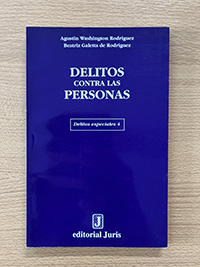 Agustín Washington Rodríguez
Beatriz Galetta de Rodríguez
DELITOS
CONTRA LAS
PERSONAS
Delitos especiales 4
J
editorial Juris